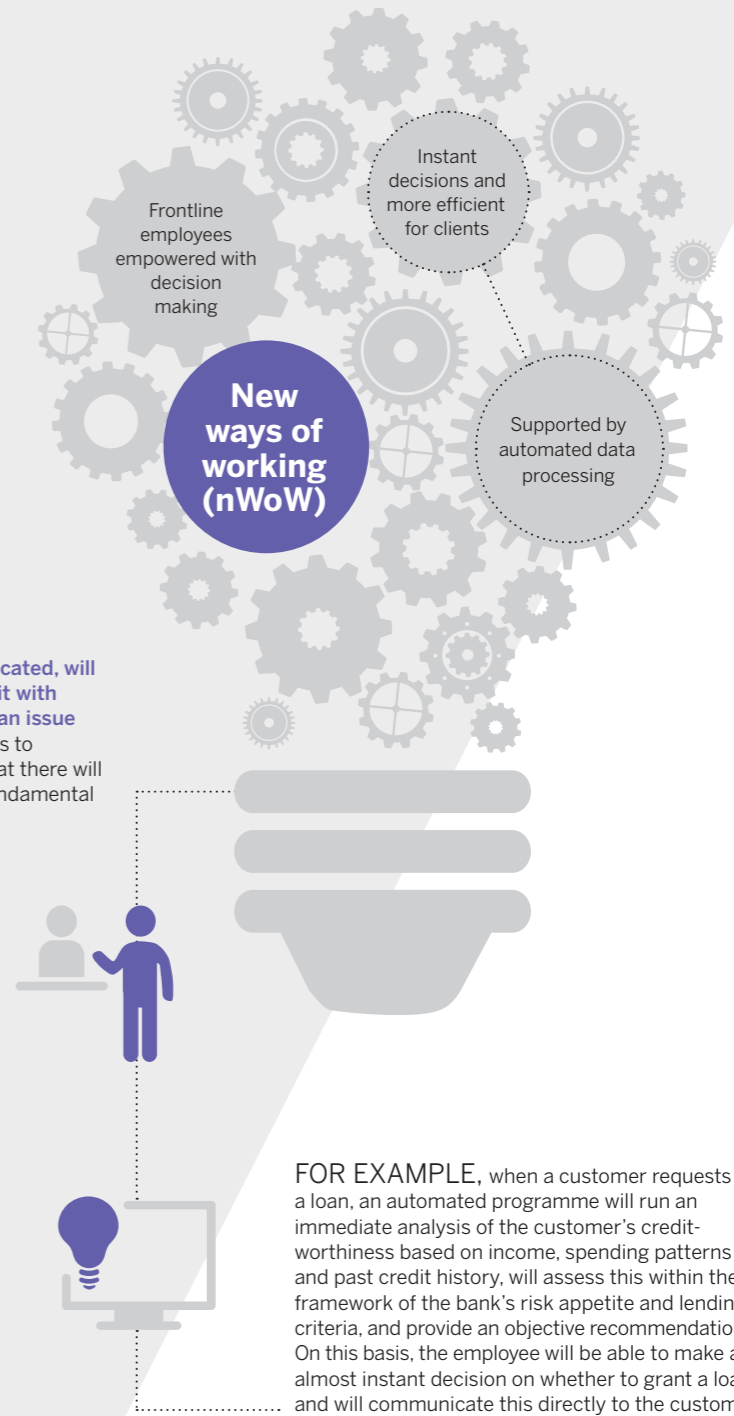 Instant
decisions and
more efficient
for clients
Frontline
employees
empowered with
decision
making
New
ways of
working
(nWoW)
Supported by
automated data
processing
cated, will
it with
an issue
s to
at there will
ndamental
FOR EXAMPLE, when a customer requests
a loan, an automated programme will run an
immediate analysis of the customer's credit-
worthiness based on income, spending patterns
and past credit history, will assess this within the
framework of the bank's risk appetite and lendin
criteria, and provide an objective recommendatio
On this basis, the employee will be able to make a
almost instant decision on whether to grant a loa
and will communicate this directly to the custom